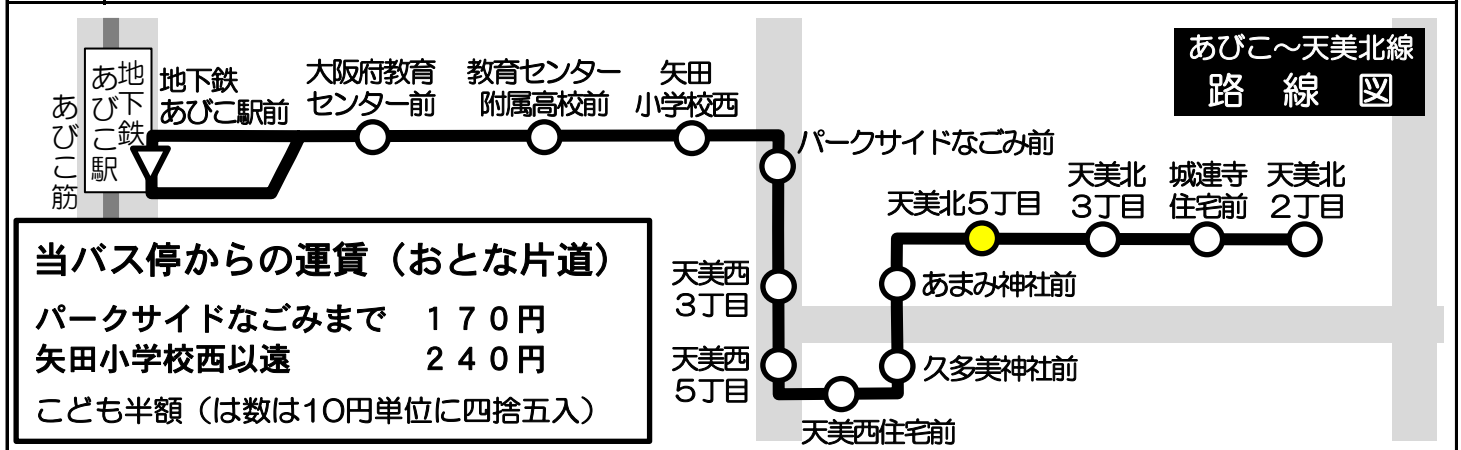 あびこ～天美北線
路線図
あびこ筋
地下鉄
あびこ駅
地下鉄
あびこ駅前
大阪府教育
センター前
教育センター
附属高校前
矢田
小学校西
パークサイドなごみ前
天美西
３丁目
天美西
５丁目
天美西住宅前
久多美神社前
あまみ神社前
天美北５丁目
天美北
３丁目
城連寺
住宅前
天美北
２丁目
当バス停からの運賃（おとな片道）
パークサイドなごみまで　１７０円
矢田小学校西以遠　２４０円
こども半額（は数は10円単位に四捨五入）